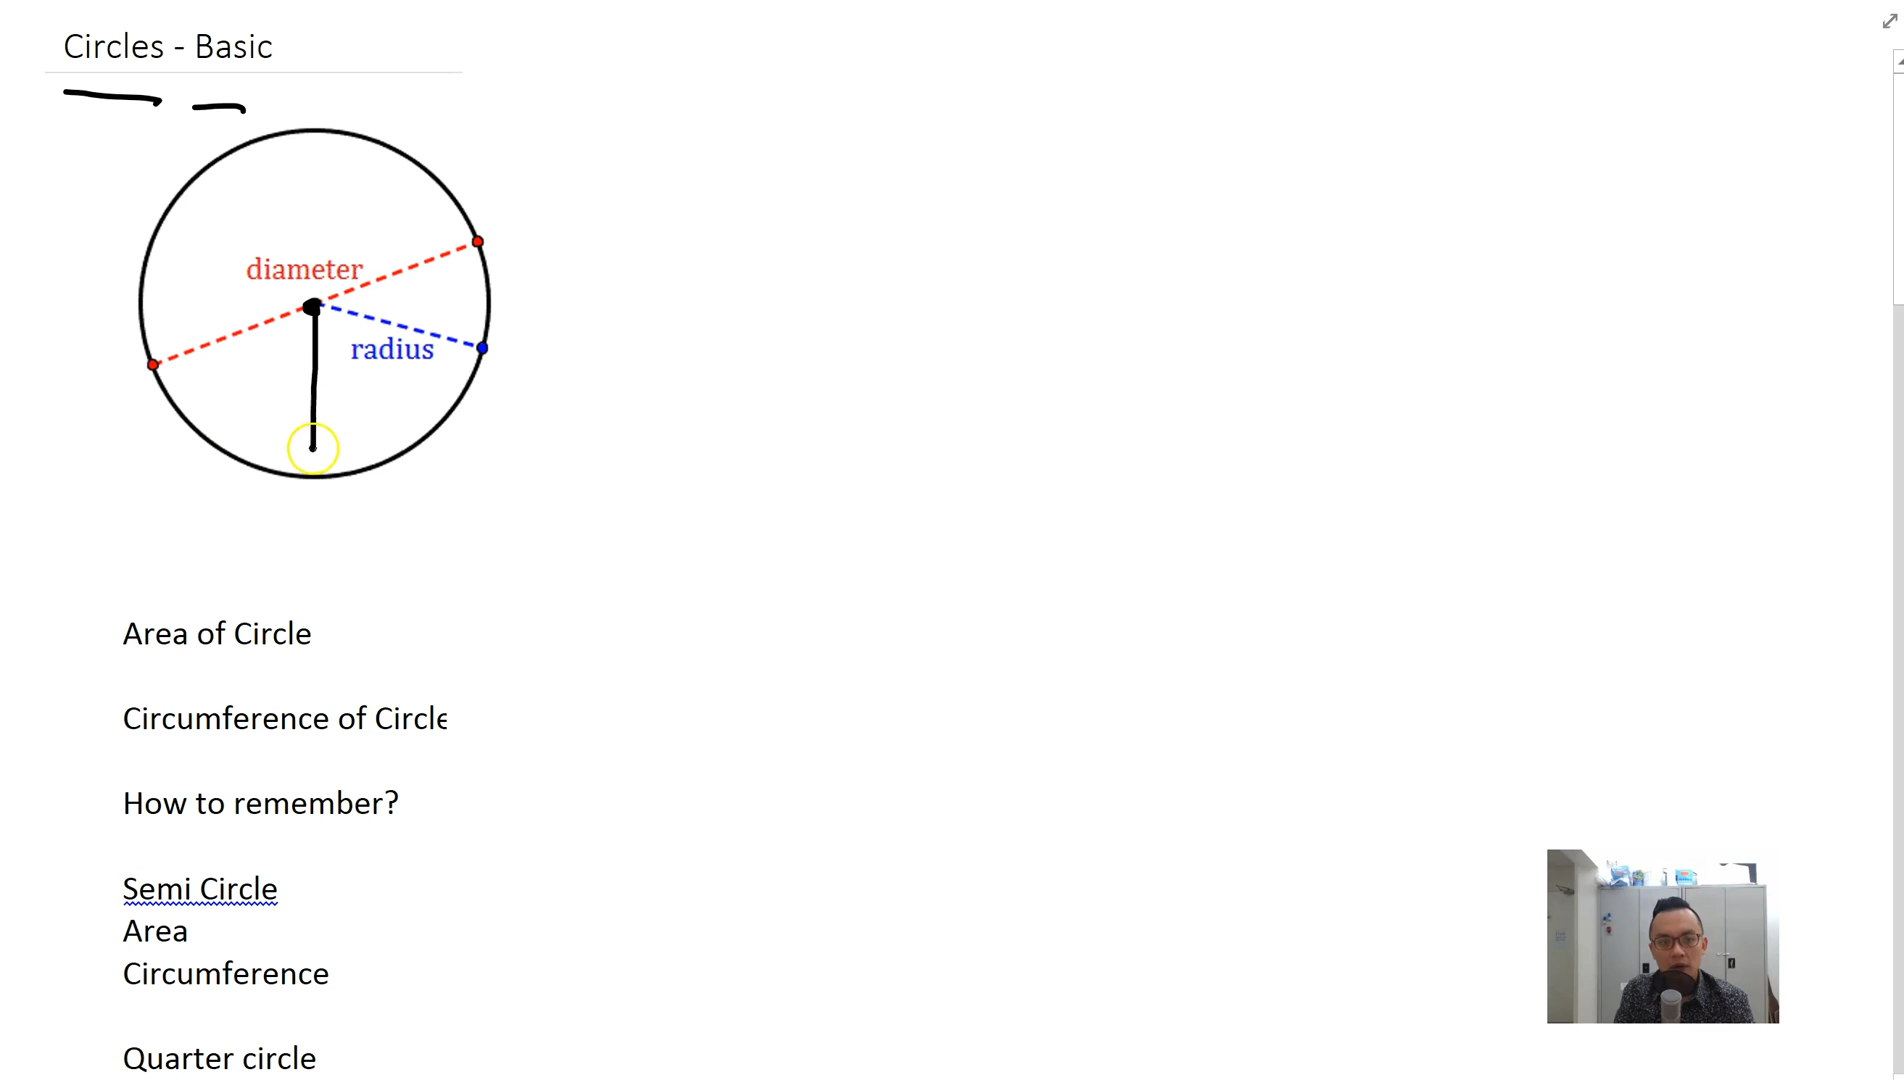 Circles - Basic
diameter
radius
Area of Circle
Circumference of Circle
How to remember?
Semi Circle
Area
Circumference
Quarter circle